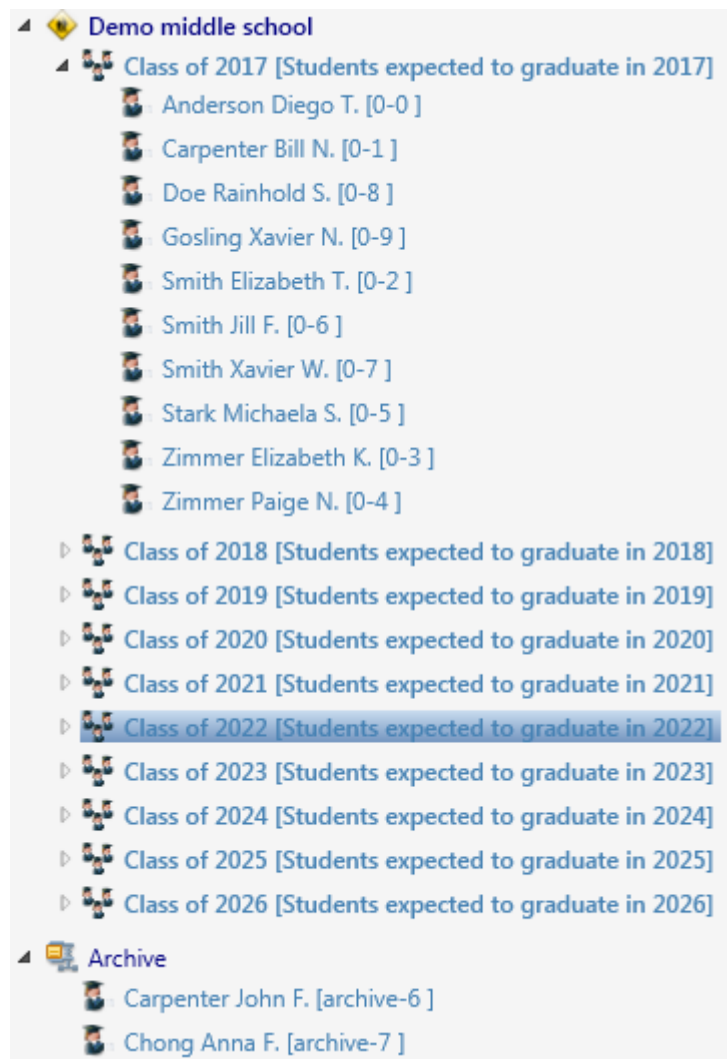 Demo middle school
Class of 2017 [Students expected to graduate in 2017]
Anderson Diego T. [0-0 ]
Carpenter Bill N. [0-1 ]
Doe Rainhold S. [0-8 ]
Gosling Xavier N. [0-9 ]
Smith Elizabeth T. [0-2 ]
Smith Jill F. [0-6 ]
Smith Xavier W. [0-7 ]
Stark Michaela S. [0-5 ]
Zimmer Elizabeth K. [0-3 ]
Zimmer Paige N. [0-4 ]
Class of 2018 [Students expected to graduate in 2018]
Class of 2019 [Students expected to graduate in 2019]
Class of 2020 [Students expected to graduate in 2020]
Class of 2021 [Students expected to graduate in 2021]
Class of 2022 [Students expected to graduate in 2022]
Class of 2023 [Students expected to graduate in 2023]
Class of 2024 [Students expected to graduate in 2024]
Class of 2025 [Students expected to graduate in 2025]
Class of 2026 [Students expected to graduate in 2026]
Archive
Carpenter John F. [archive-6 ]
Chong Anna F. [archive-7 ]